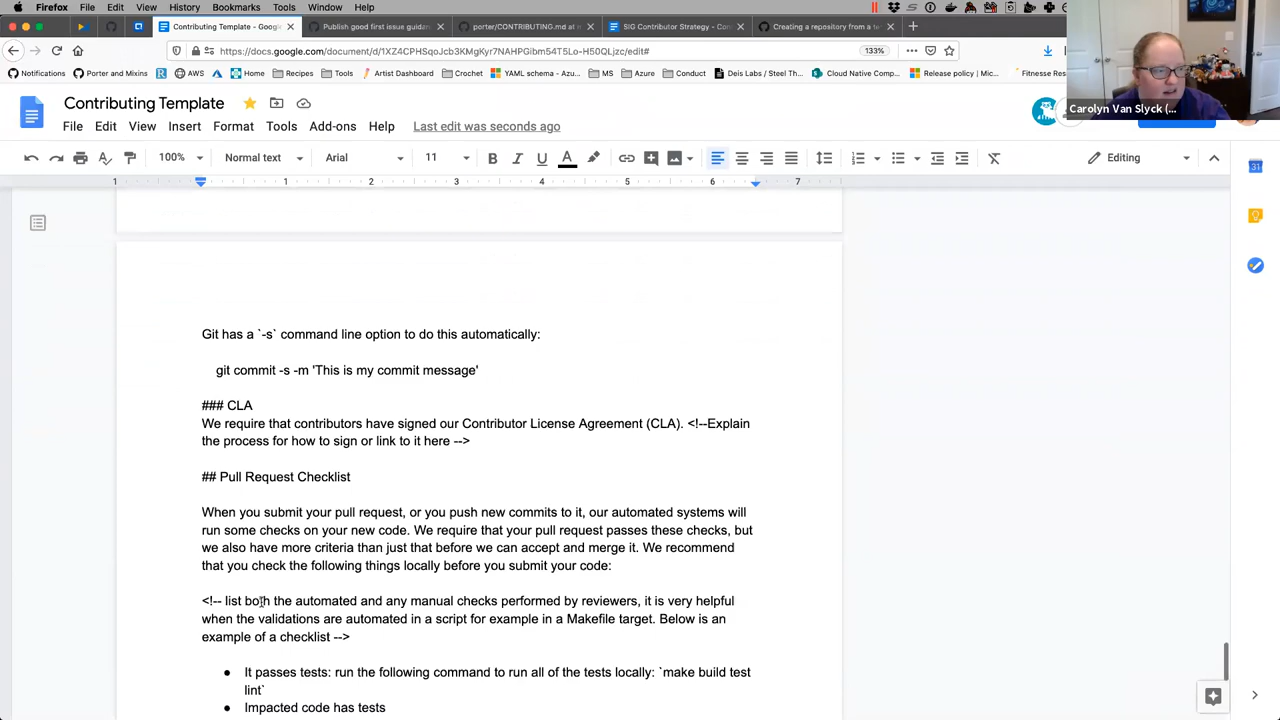 Firefox File Edit View History Bookmarks Tools Window Help
Contributing Template - Goog
Publish good first issue guidan
porter/CONTRIBUTING.md at r
SIG Contributor Strategy - C
Creating a repository from a te
https://docs.google.com/document/d/1XZ4CPHSqoJcb3KMgKyr7NAHPGibm54T5Lo-H50QLjzc/edit#
133%
Notifications Porter and Mixins AWS Home Recipes Tools Artist Dashboard Crochet YAML schema - Azu... MS Azure Conduct Deis Labs / Steel Th... Cloud Native Comp... Release policy | Mic... Fitnesse Res
Carolyn Van Slyck (...
Contributing Template
File Edit View Insert Format Tools Add-ons Help Last edit was seconds ago
100% Normal text Arial 11 B I U A Editing
1 1 2 3 4 5 6 7
31
Git has a `-s` command line option to do this automatically:
git commit -s -m 'This is my commit message'
### CLA
We require that contributors have signed our Contributor License Agreement (CLA). <!--Explain
the process for how to sign or link to it here -->
## Pull Request Checklist
When you submit your pull request, or you push new commits to it, our automated systems will
run some checks on your new code. We require that your pull request passes these checks, but
we also have more criteria than just that before we can accept and merge it. We recommend
that you check the following things locally before you submit your code:
<!-- list both the automated and any manual checks performed by reviewers, it is very helpful
when the validations are automated in a script for example in a Makefile target. Below is an
example of a checklist -->
● It passes tests: run the following command to run all of the tests locally: `make build test
lint`
● Impacted code has tests